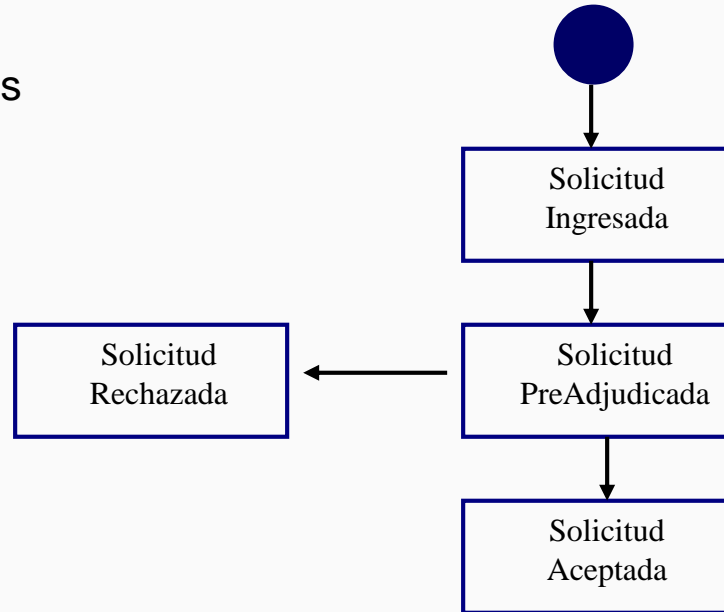 s
Solicitud
Ingresada
Solicitud
Rechazada
Solicitud
PreAdjudicada
Solicitud
Aceptada